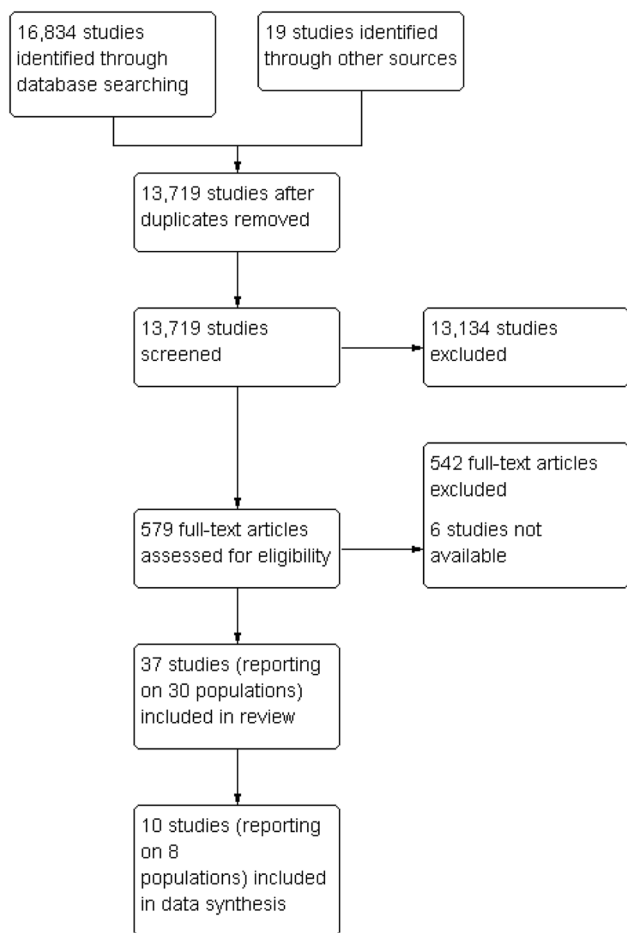 16,834 studies
identified through
database searching
19 studies identified
through other sources
13,719 studies after
duplicates removed
13,719 studies
screened
13,134 studies
excluded
542 full-text articles
excluded
6 studies not
available
579 full-text articles
assessed for eligibility
37 studies (reporting
on 30 populations)
included in review
10 studies (reporting
on 8
populations) included
in data synthesis